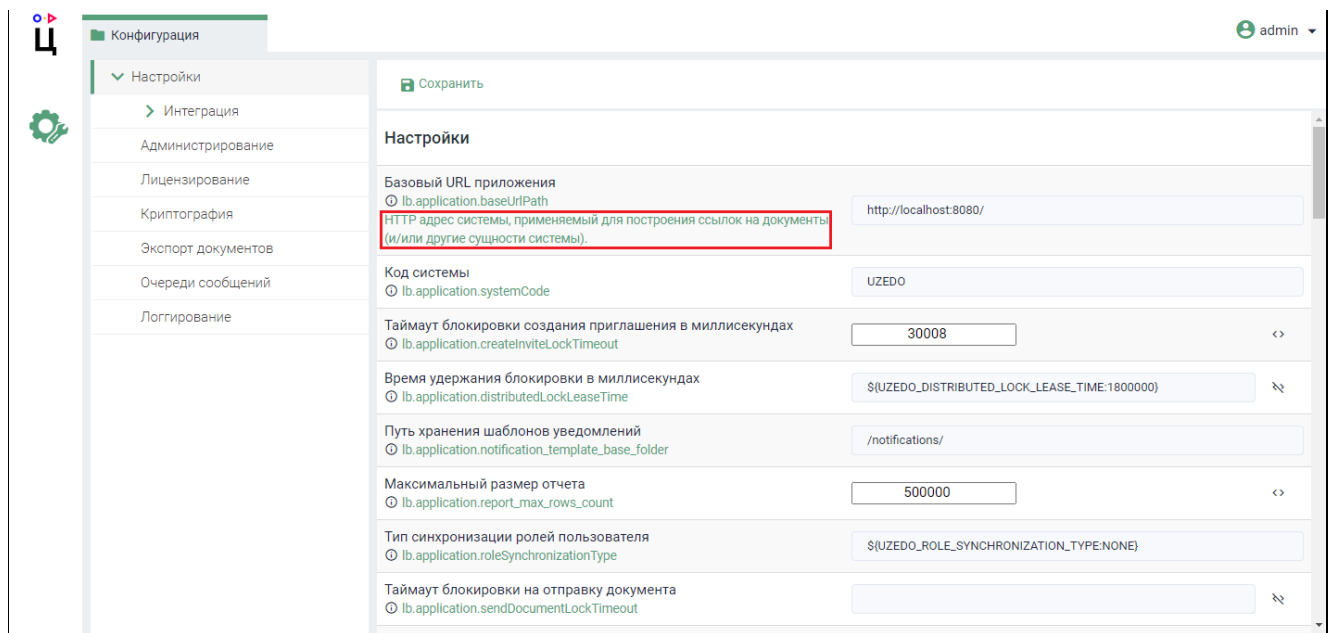 Ц
Конфигурация
admin
Настройки
Интеграция
Администрирование
Лицензирование
Криптография
Экспорт документов
Очереди сообщений
Логгирование
Сохранить
Настройки
Базовый URL приложения
lb.application.baseUrlPath
HTTP адрес системы, применяемый для построения ссылок на документы
(и/или другие сущности системы).
http://localhost:8080/
Код системы
lb.application.systemCode
UZEDO
Таймаут блокировки создания приглашения в миллисекундах
lb.application.createInviteLockTimeout
30008
Время удержания блокировки в миллисекундах
lb.application.distributedLockLeaseTime
${UZEDO_DISTRIBUTED_LOCK_LEASE_TIME:1800000}
Путь хранения шаблонов уведомлений
lb.application.notification_template_base_folder
/notifications/
Максимальный размер отчета
lb.application.report_max_rows_count
500000
Тип синхронизации ролей пользователя
lb.application.roleSynchronizationType
${UZEDO_ROLE_SYNCHRONIZATION_TYPE:NONE}
Таймаут блокировки на отправку документа
lb.application.sendDocumentLockTimeout